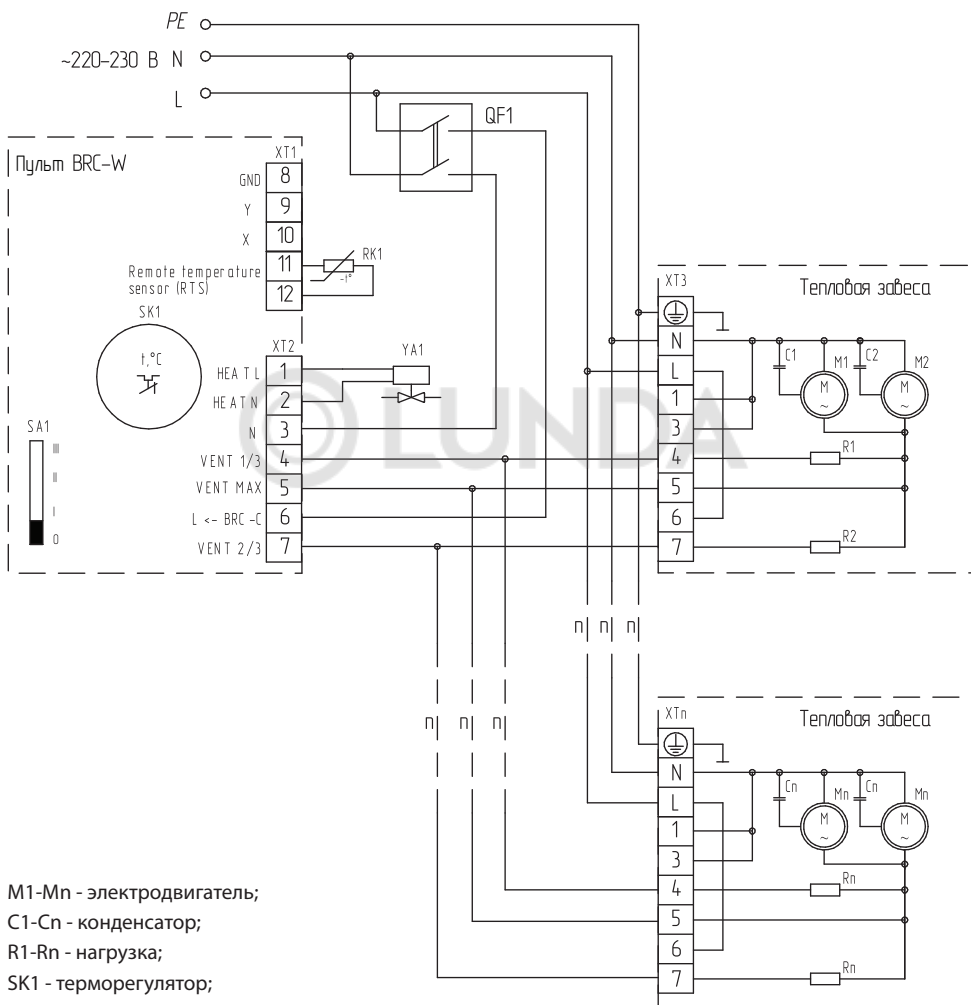 PE
~220-230 В N
L
QF1
Пульт BRC-W
XT1
GND 8
Y 9
X 10
Remote temperature sensor (RTS)
11
12
RK1
-t°
SK1
t,°C
XT2
HEAT L 1
HEAT N 2
N 3
VENT 1/3 4
VENT MAX 5
L <- BRC -C 6
VENT 2/3 7
YA1
SA1
III
II
I
0
LUNDA
XT3
Тепловая завеса
N
L
1
3
4
5
6
7
C1
M1
C2
M2
M
~
M
~
R1
R2
п п п
п п п
XTn
Тепловая завеса
N
L
1
3
4
5
6
7
Cn
Mn
Cn
Mn
M
~
M
~
Rn
Rn
M1-Mn - электродвигатель;
C1-Cn - конденсатор;
R1-Rn - нагрузка;
SK1 - терморегулятор;